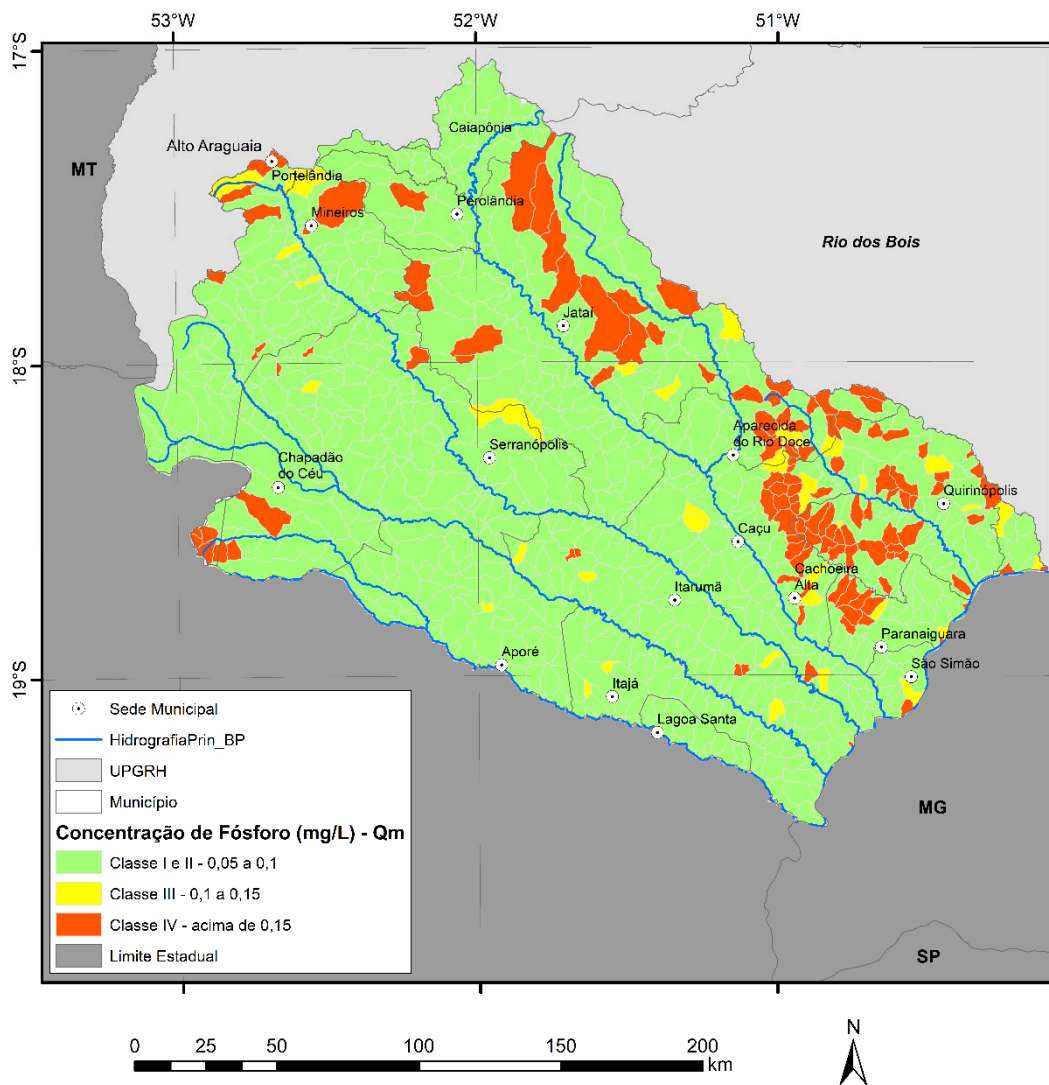 53°W
52°W
51°W
17°S
18°S
19°S
Caiapônia
Alto Araguaia
MT
Portelândia
Perolândia
Mineiros
Rio dos Bois
Jataí
Aparecida
do Rio Doce
Serranópolis
Chapadão
do Céu
Quirinópolis
Caçu
Cachoeira
Alta
Itarumã
Paranaiguara
Aporé
São Simão
Itajá
Lagoa Santa
MG
SP
Sede Municipal
HidrografiaPrin_BP
UPGRH
Município
Concentração de Fósforo (mg/L) - Qm
Classe I e II - 0,05 a 0,1
Classe III - 0,1 a 0,15
Classe IV - acima de 0,15
Limite Estadual
53°W
52°W
51°W
N
0 25 50 100 150 200
km